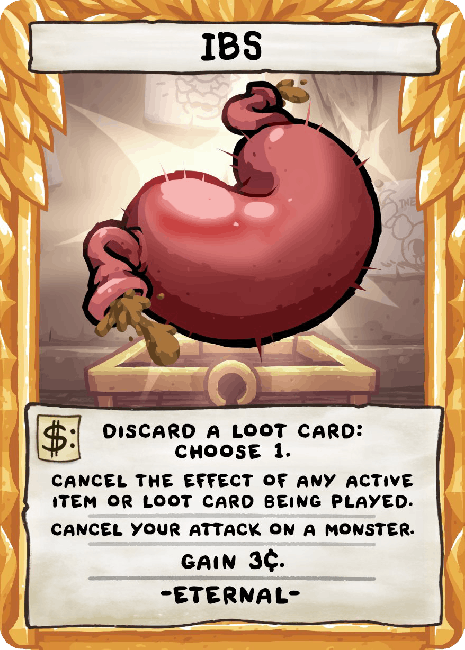 IBS
$: DISCARD A LOOT CARD:
CHOOSE 1.
CANCEL THE EFFECT OF ANY ACTIVE
ITEM OR LOOT CARD BEING PLAYED.
CANCEL YOUR ATTACK ON A MONSTER.
GAIN 3¢.
-ETERNAL-